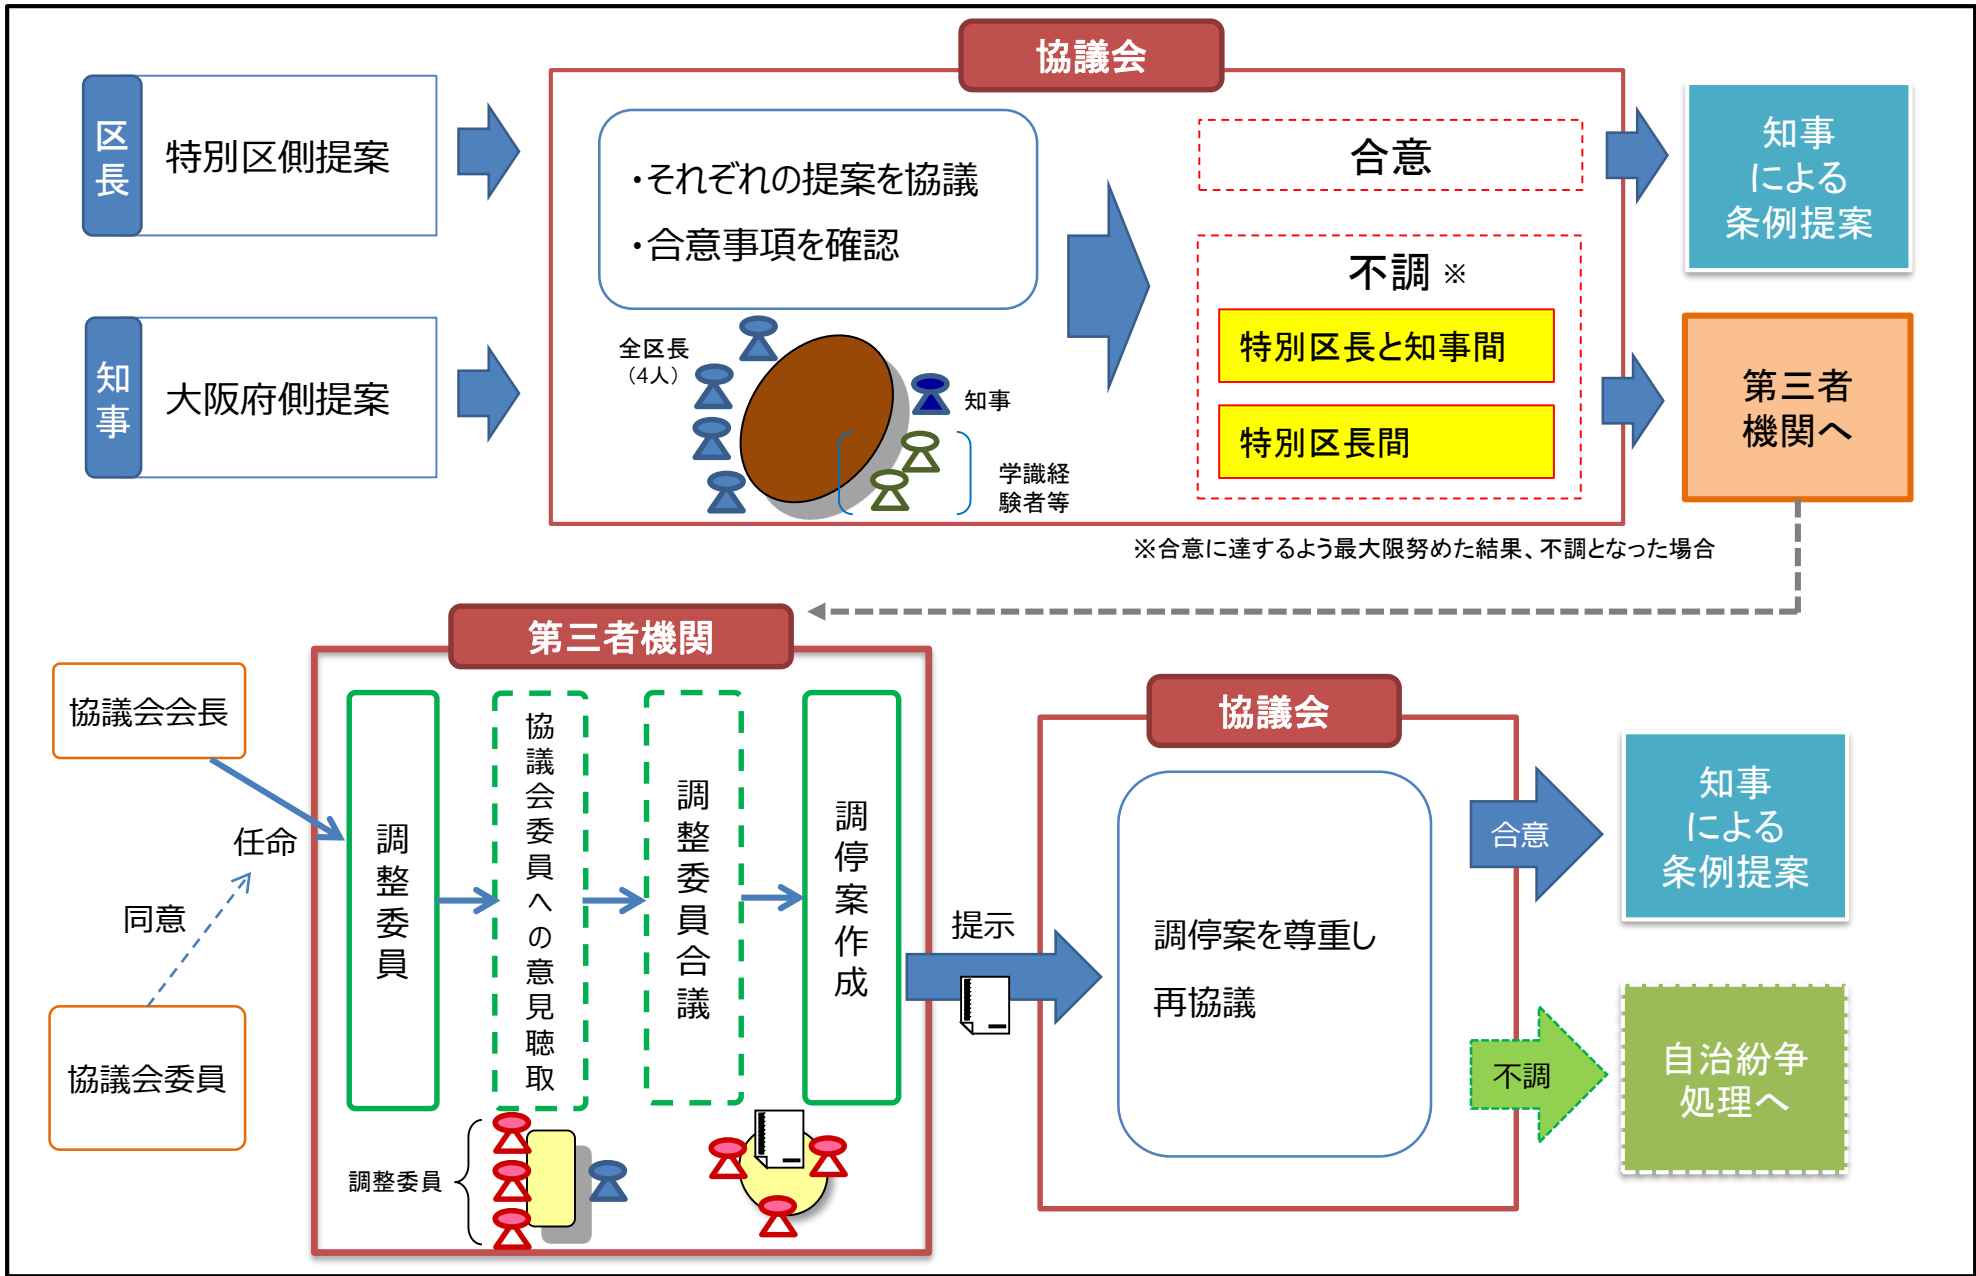 協議会
区長
特別区側提案
・それぞれの提案を協議
・合意事項を確認
合意
知事
による
条例提案
不調 ※
特別区長と知事間
特別区長間
知事
大阪府側提案
全区長
（4人）
知事
学識経
験者等
第三者
機関へ
※合意に達するよう最大限努めた結果、不調となった場合
第三者機関
協議会会長
任命
同意
協議会委員
調整委員
協議会委員への意見聴取
調整委員合議
調停案作成
調整委員
提示
協議会
調停案を尊重し
再協議
合意
知事
による
条例提案
不調
自治紛争
処理へ